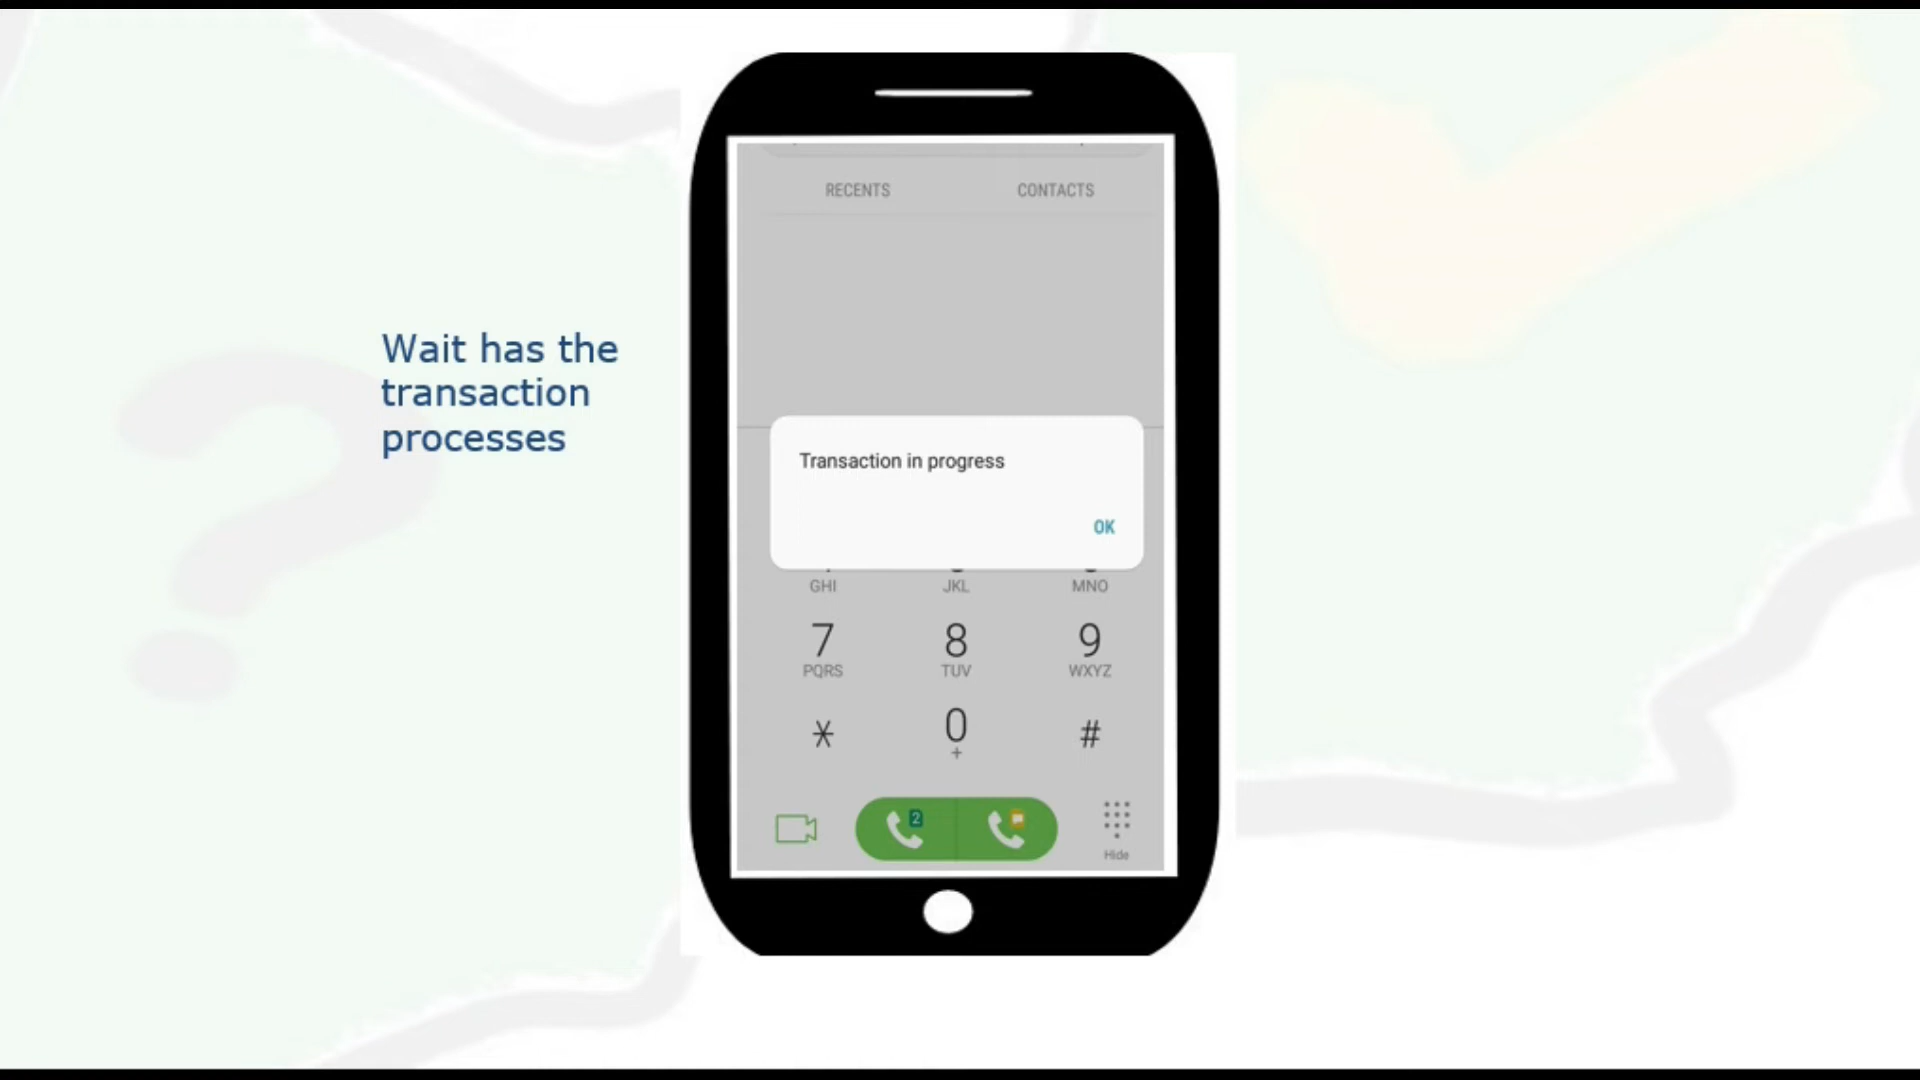 Wait has the
transaction
processes
RECENTS CONTACTS
Transaction in progress
OK
GHI JKL MNO
7 8 9
PQRS TUV WXYZ
* 0 #
+
2
Hide